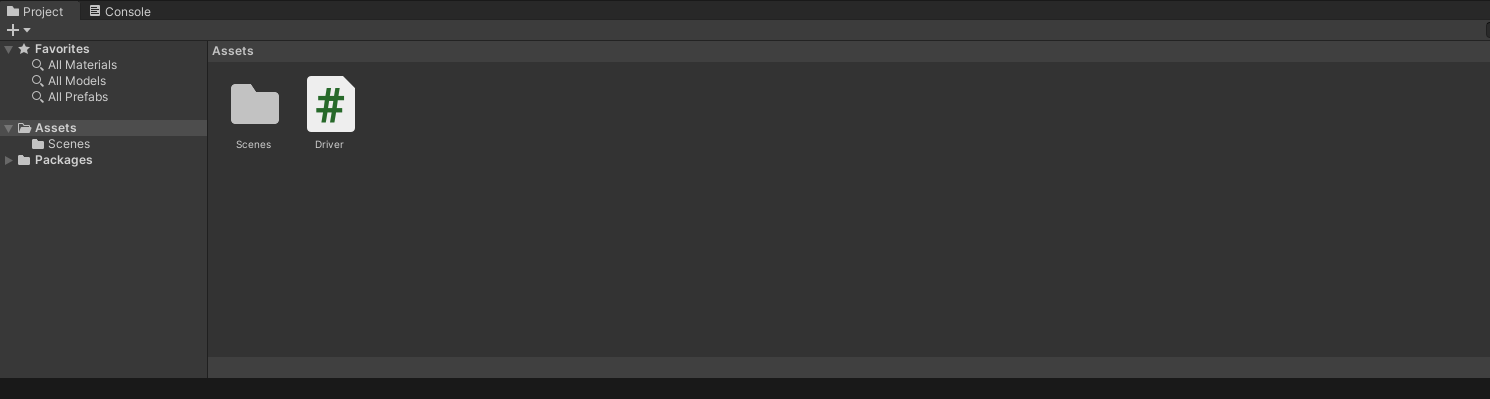 Project
Console
Favorites
All Materials
All Models
All Prefabs
Assets
Scenes
Packages
Assets
#
Scenes
Driver